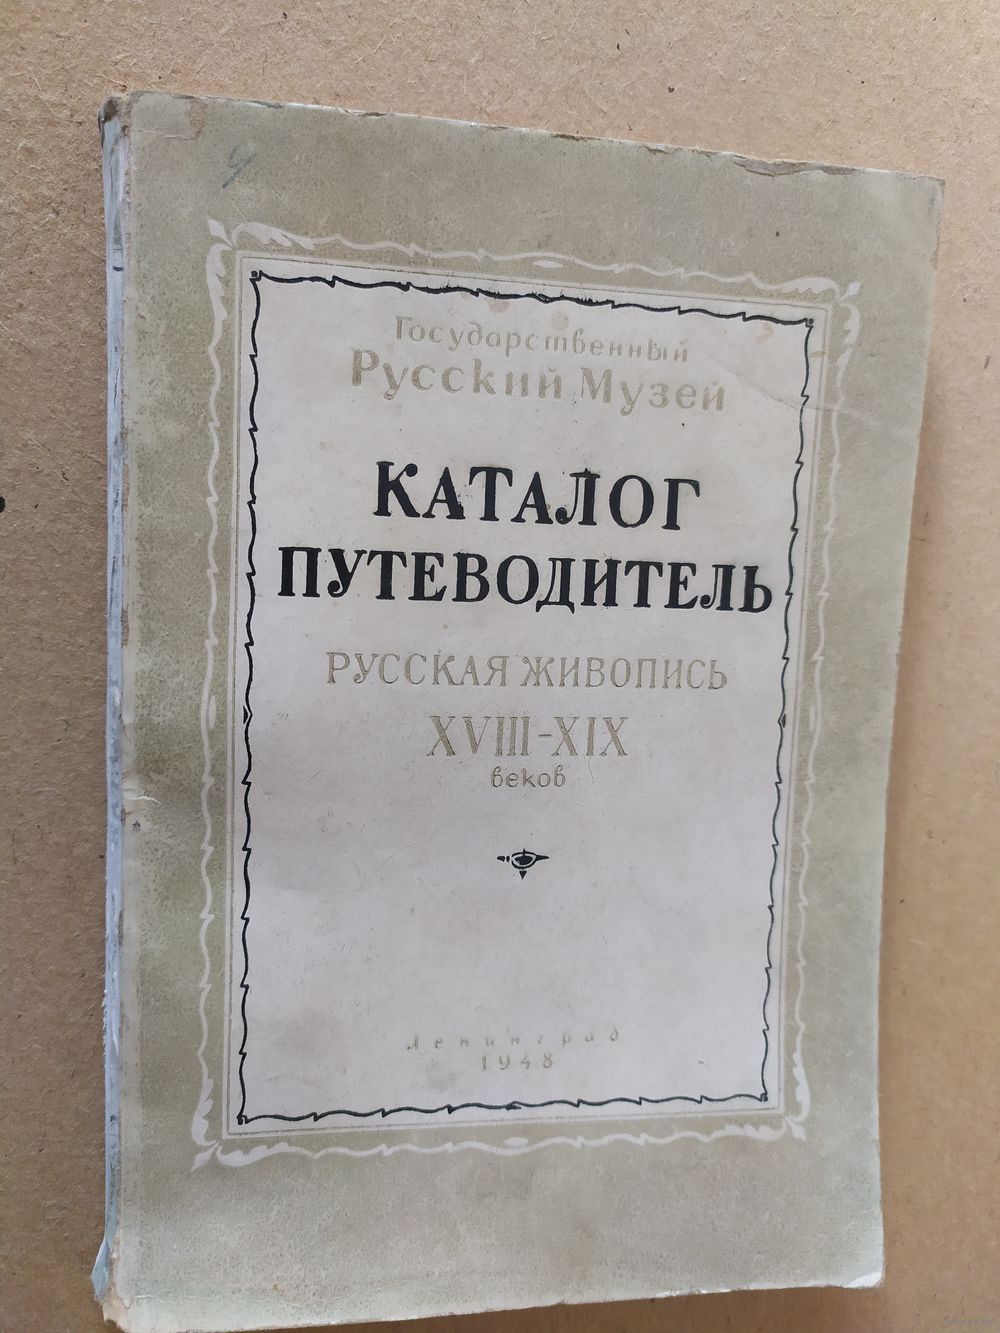 Государственный
Русский Музей
КАТАЛОГ
ПУТЕВОДИТЕЛЬ
РУССКАЯ ЖИВОПИСЬ
XVIII-XIX
веков
Ленинград
1948